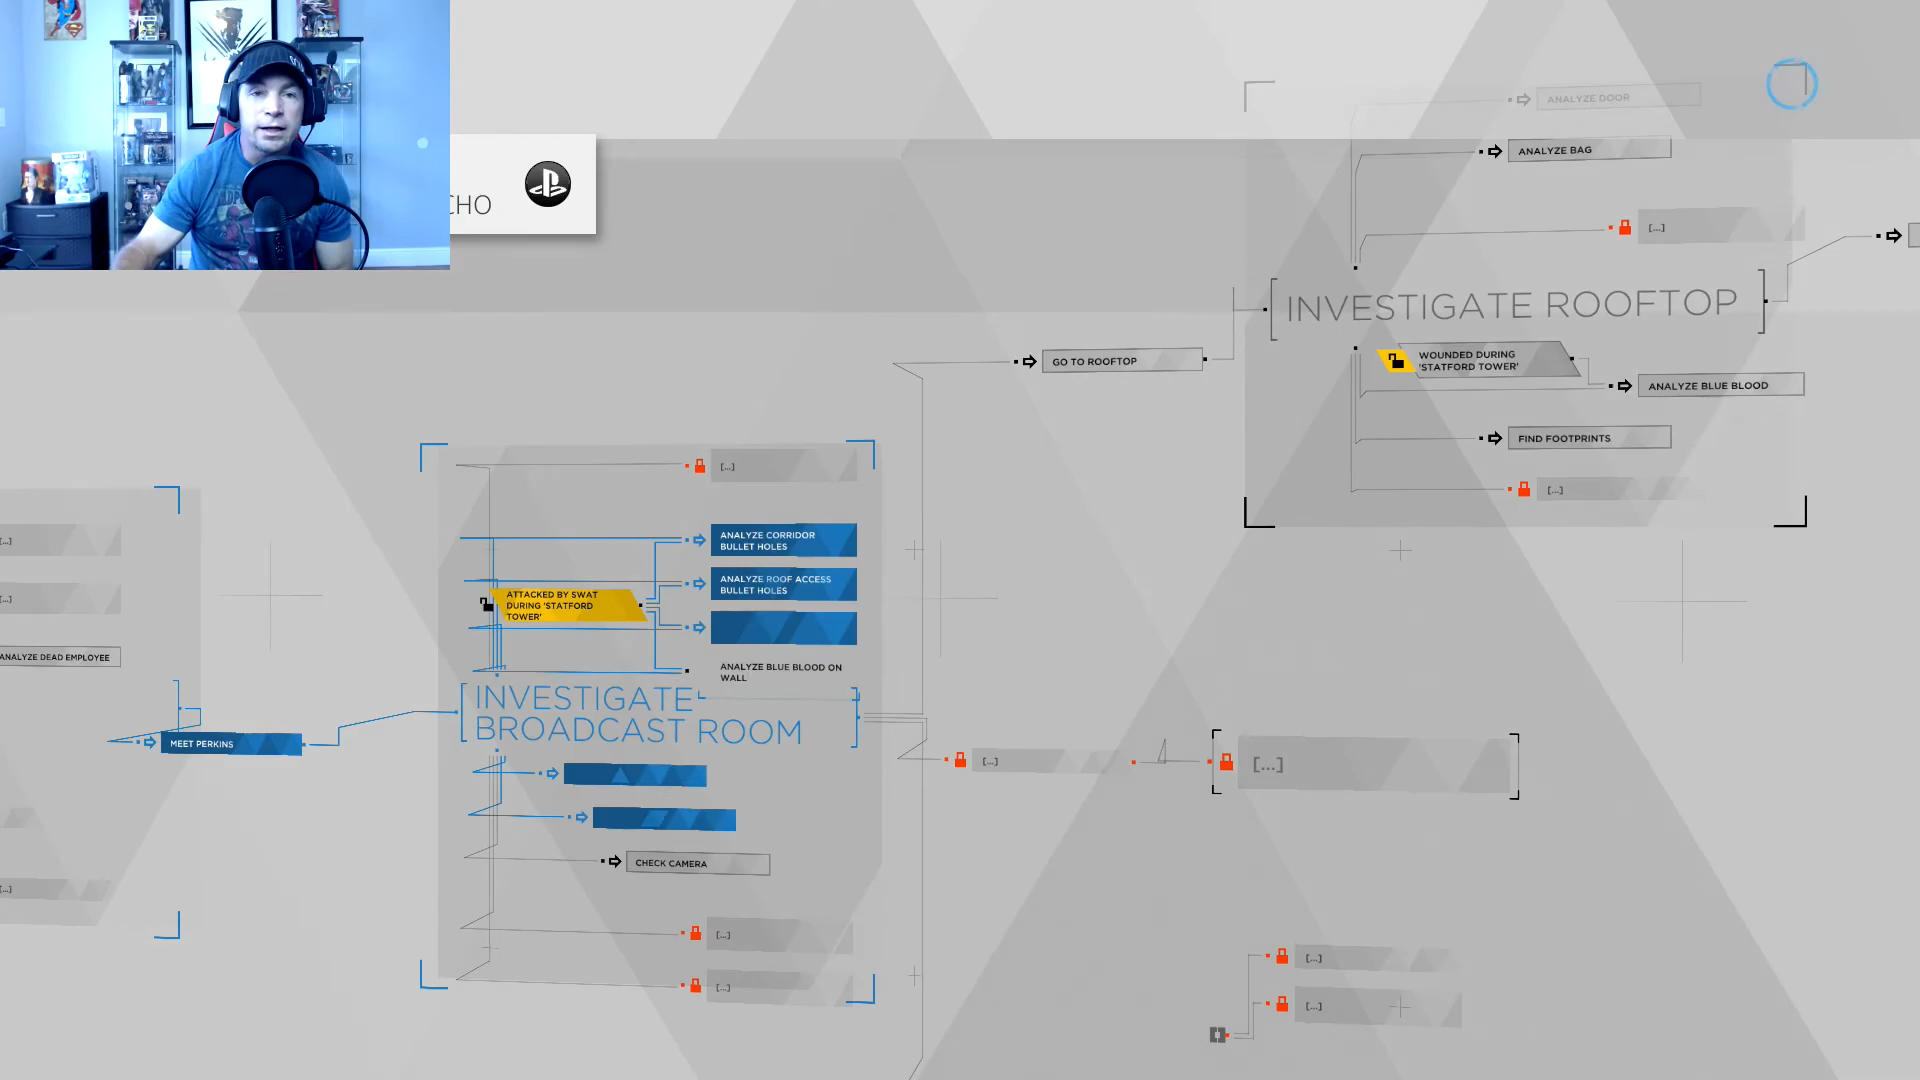 CHO
ANALYZE DOOR
ANALYZE BAG
[...]
INVESTIGATE ROOFTOP
GO TO ROOFTOP
WOUNDED DURING
'STATFORD TOWER'
ANALYZE BLUE BLOOD
FIND FOOTPRINTS
[...]
[...]
ANALYZE CORRIDOR
BULLET HOLES
ANALYZE ROOF ACCESS
BULLET HOLES
ATTACKED BY SWAT
DURING 'STATFORD
TOWER'
ANALYZE BLUE BLOOD ON
WALL
[...]
[...]
ANALYZE DEAD EMPLOYEE
MEET PERKINS
INVESTIGATE
BROADCAST ROOM
[...]
[...]
CHECK CAMERA
[...]
[...]
[...]
[...]
[...]